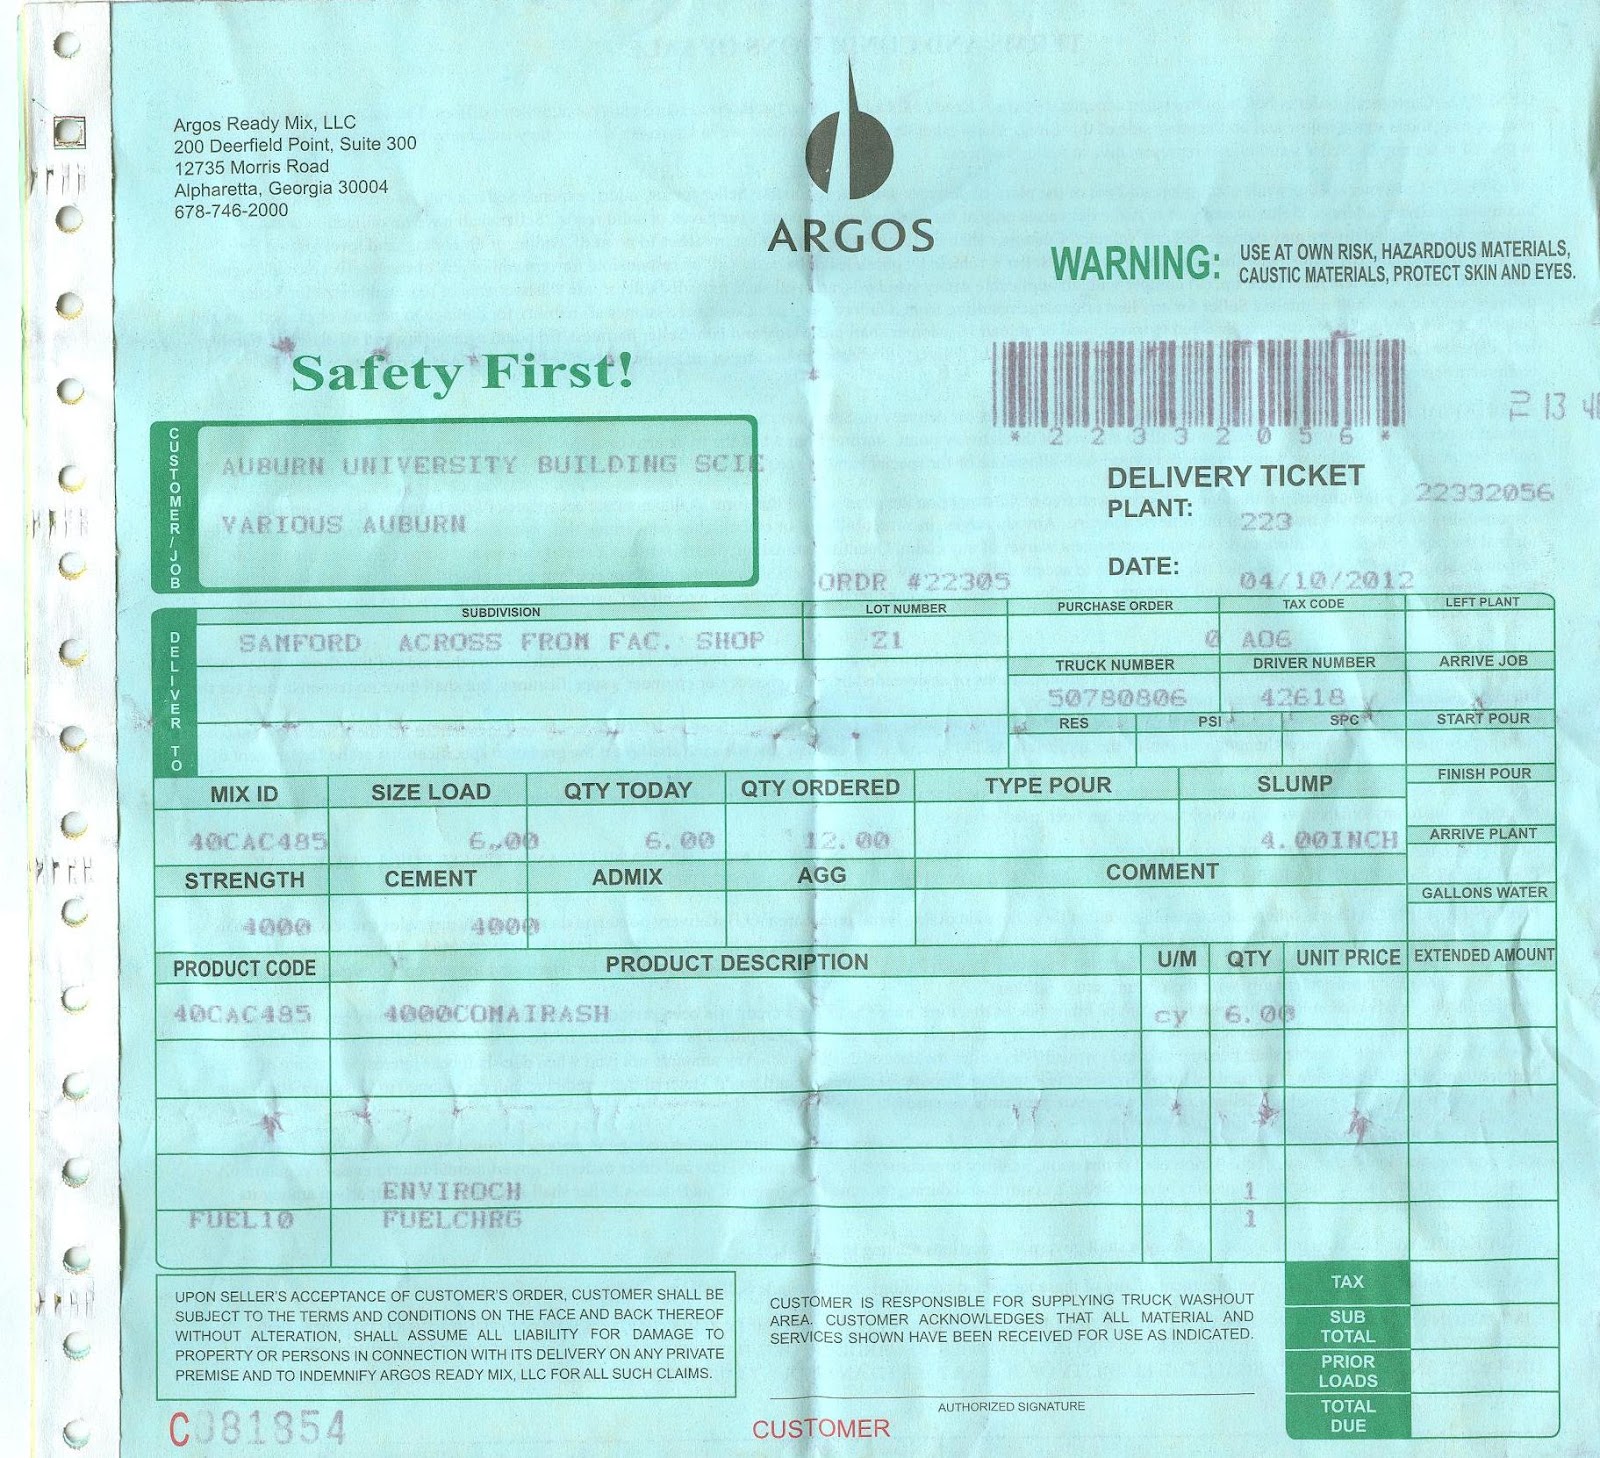 Argos Ready Mix, LLC
200 Deerfield Point, Suite 300
12735 Morris Road
Alpharetta, Georgia 30004
678-746-2000
ARGOS
WARNING: USE AT OWN RISK, HAZARDOUS MATERIALS,
CAUSTIC MATERIALS, PROTECT SKIN AND EYES.
Safety First!
*22332056*
TU 13
CUSTOMER/JOB
AUBURN UNIVERSITY BUILDING SCIE
VARIOUS AUBURN
DELIVERY TICKET 22332056
PLANT: 223
ORDR #22305
DATE: 04/10/2012
DELIVER TO
SUBDIVISION LOT NUMBER PURCHASE ORDER TAX CODE LEFT PLANT
SAMFORD ACROSS FROM FAC. SHOP 21 0 A06
TRUCK NUMBER DRIVER NUMBER ARRIVE JOB
50780806 42618
RES PSI SPC START POUR
FINISH POUR
MIX ID SIZE LOAD QTY TODAY QTY ORDERED TYPE POUR SLUMP
40CAC485 6.00 6.00 12.00 4.00INCH
ARRIVE PLANT
STRENGTH CEMENT ADMIX AGG COMMENT
GALLONS WATER
4000 4000
PRODUCT CODE PRODUCT DESCRIPTION U/M QTY UNIT PRICE EXTENDED AMOUNT
40CAC485 4000COMAIRASH cy 6.00
ENVIROCH 1
FUEL10 FUELCHRG 1
UPON SELLER'S ACCEPTANCE OF CUSTOMER'S ORDER, CUSTOMER SHALL BE
SUBJECT TO THE TERMS AND CONDITIONS ON THE FACE AND BACK THEREOF
WITHOUT ALTERATION, SHALL ASSUME ALL LIABILITY FOR DAMAGE TO
PROPERTY OR PERSONS IN CONNECTION WITH ITS DELIVERY ON ANY PRIVATE
PREMISE AND TO INDEMNIFY ARGOS READY MIX, LLC FOR ALL SUCH CLAIMS.
CUSTOMER IS RESPONSIBLE FOR SUPPLYING TRUCK WASHOUT
AREA. CUSTOMER ACKNOWLEDGES THAT ALL MATERIAL AND
SERVICES SHOWN HAVE BEEN RECEIVED FOR USE AS INDICATED.
AUTHORIZED SIGNATURE
TAX
SUB
TOTAL
PRIOR
LOADS
TOTAL
DUE
C081854
CUSTOMER